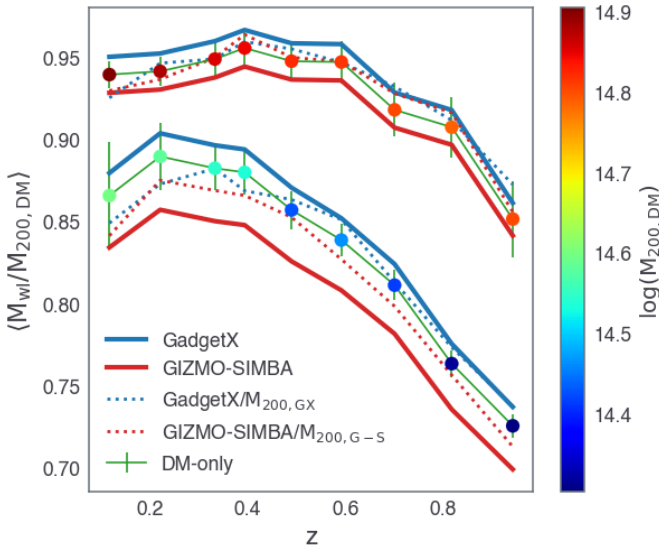 0.95
0.90
0.85
0.80
0.75
0.70
⟨M_wl/M_200, DM⟩
GadgetX
GIZMO-SIMBA
GadgetX/M_200, GX
GIZMO-SIMBA/M_200, G−S
DM-only
0.2 0.4 0.6 0.8
z
14.9
14.8
14.7
14.6
14.5
14.4
log(M_200, DM)